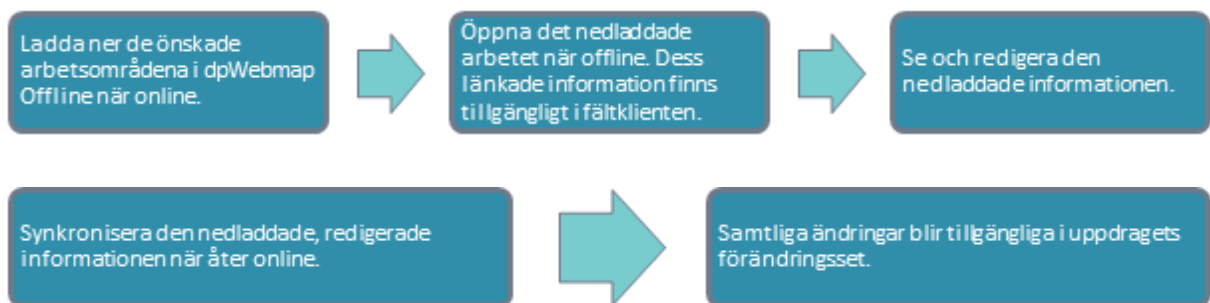 Ladda ner de önskade
arbetsområdena i dpWebmap
Offline när online.
Öppna det nedladdade
arbetet när offline. Dess
länkade information finns
tillgängligt i fältklienten.
Se och redigera den
nedladdade informationen.
Synkronisera den nedladdade, redigerade
informationen när åter online.
Samtliga ändringar blir tillgängliga i uppdragets
förändringsset.